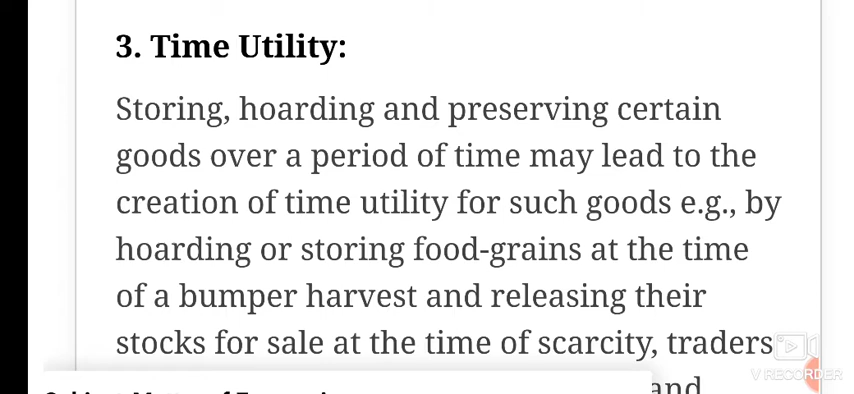 3. Time Utility:
Storing, hoarding and preserving certain
goods over a period of time may lead to the
creation of time utility for such goods e.g., by
hoarding or storing food-grains at the time
of a bumper harvest and releasing their
stocks for sale at the time of scarcity, traders
V RECORDER
and